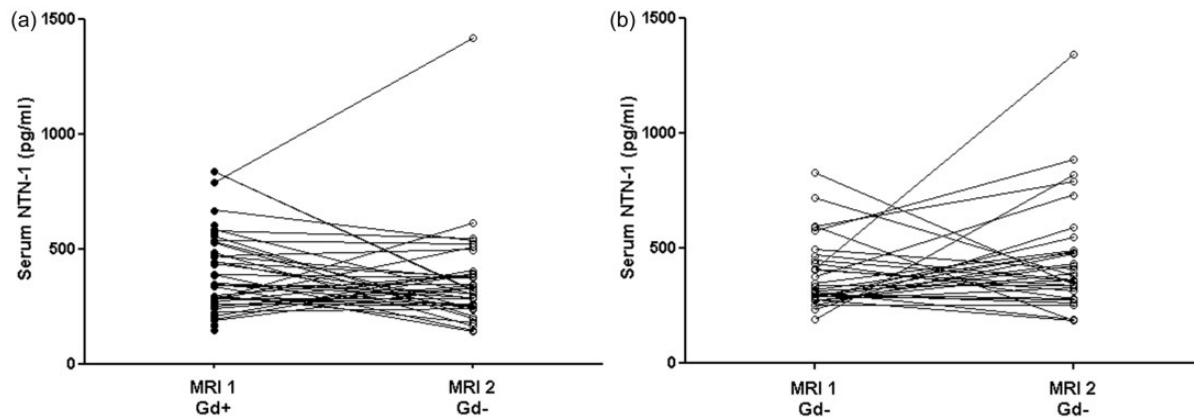 (a)
1500
1000
500
0
Serum NTN-1 (pg/ml)
MRI 1
Gd+
MRI 2
Gd-
(b)
1500
1000
500
0
Serum NTN-1 (pg/ml)
MRI 1
Gd-
MRI 2
Gd-